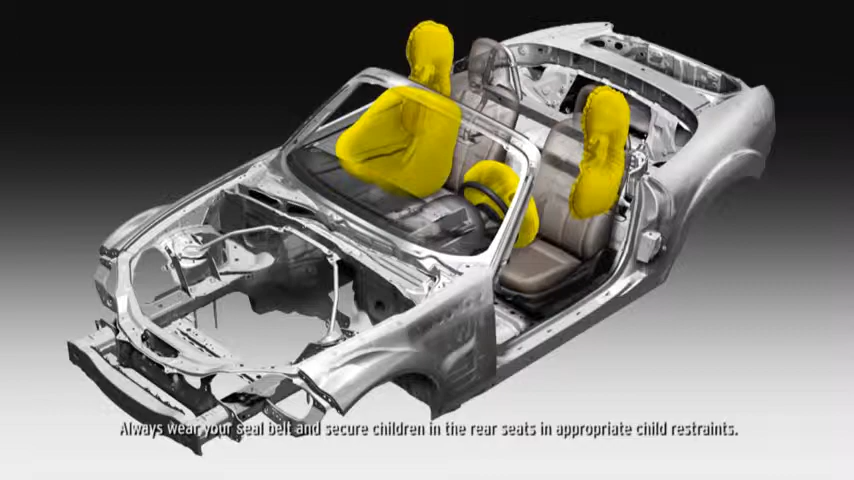 Always wear your seal belt and secure children in the rear seats in appropriate child restraints.